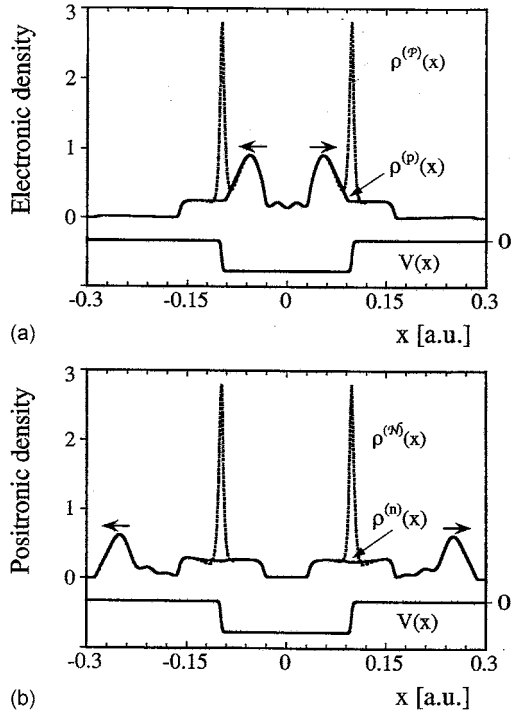 Electronic density
3
2
1
0
ρ^(𝒫)(x)
ρ^(p)(x)
0
V(x)
-0.3 -0.15 0 0.15 0.3
x [a.u.]
(a)
Positronic density
3
2
1
0
ρ^(𝒩)(x)
ρ^(n)(x)
0
V(x)
-0.3 -0.15 0 0.15 0.3
x [a.u.]
(b)